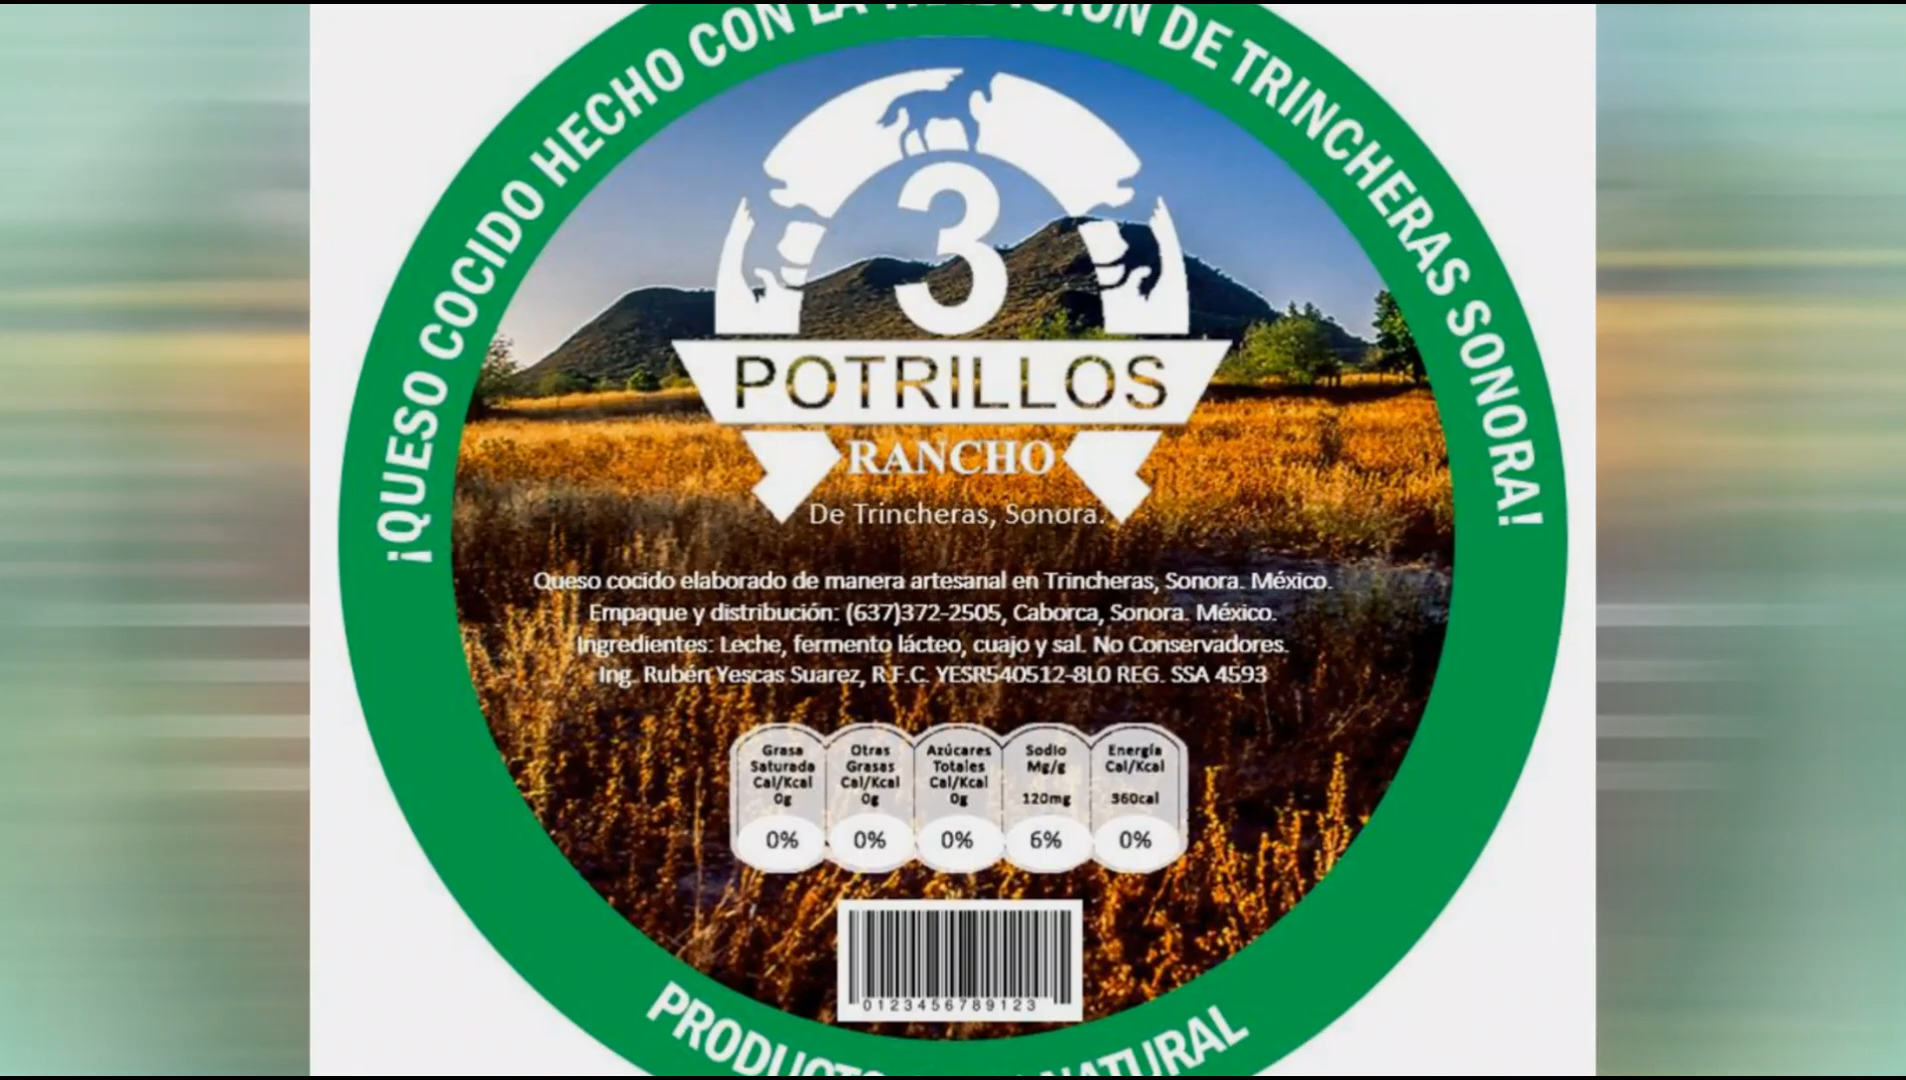 ¡QUESO COCIDO HECHO CON LA TRADICIÓN DE TRINCHERAS SONORA!
3
POTRILLOS
RANCHO
De Trincheras, Sonora.
Queso cocido elaborado de manera artesanal en Trincheras, Sonora. México.
Empaque y distribución: (637)372-2505, Caborca, Sonora. México.
Ingredientes: Leche, fermento lácteo, cuajo y sal. No Conservadores.
Ing. Rubén Yescas Suarez, R.F.C. YESR540512-8L0 REG. SSA 4593
Grasa Saturada Cal/Kcal 0g 0%
Otras Grasas Cal/Kcal 0g 0%
Azúcares Totales Cal/Kcal 0g 0%
Sodio Mg/g 120mg 6%
Energía Cal/Kcal 360cal 0%
0123456789123
PRODUCTO NATURAL